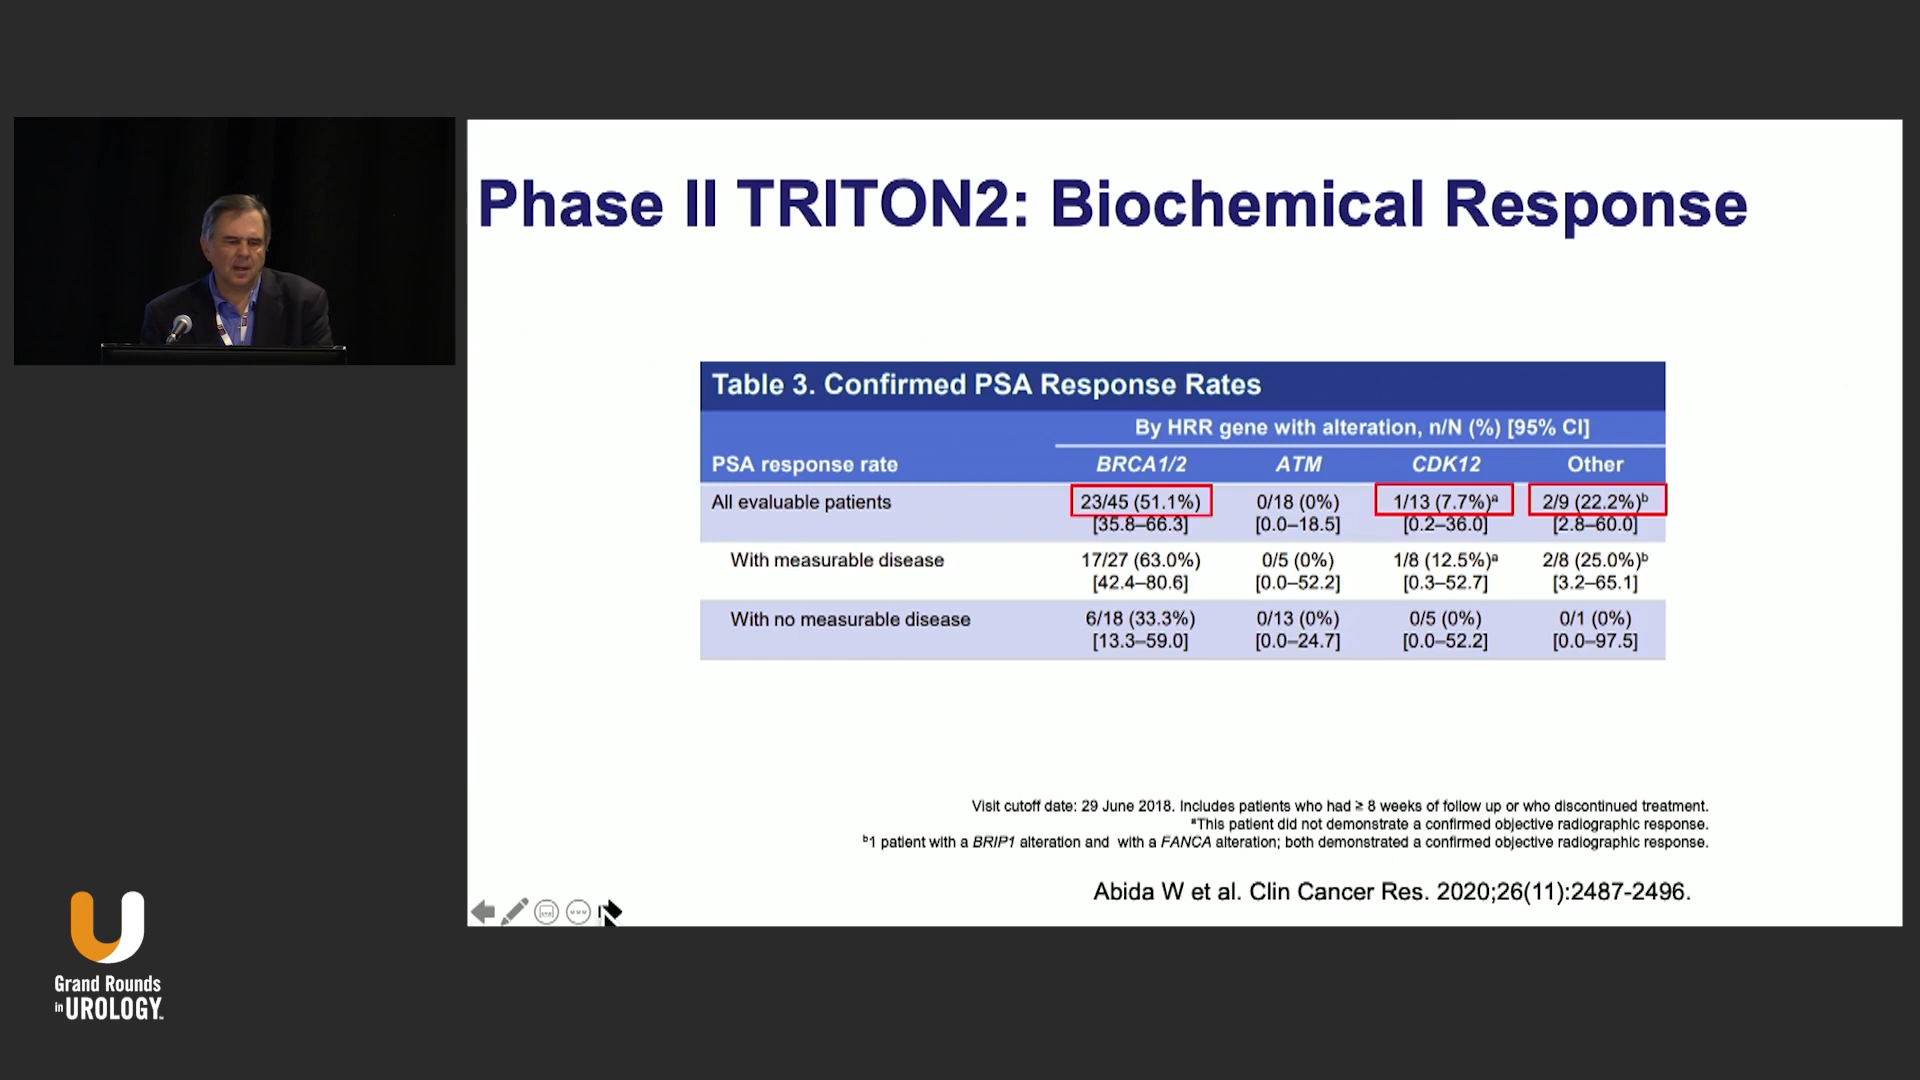 Phase II TRITON2: Biochemical Response
Table 3. Confirmed PSA Response Rates
By HRR gene with alteration, n/N (%) [95% CI]
PSA response rate BRCA1/2 ATM CDK12 Other
All evaluable patients 23/45 (51.1%) 0/18 (0%) 1/13 (7.7%)ᵃ 2/9 (22.2%)ᵇ
[35.8–66.3] [0.0–18.5] [0.2–36.0] [2.8–60.0]
With measurable disease 17/27 (63.0%) 0/5 (0%) 1/8 (12.5%)ᵃ 2/8 (25.0%)ᵇ
[42.4–80.6] [0.0–52.2] [0.3–52.7] [3.2–65.1]
With no measurable disease 6/18 (33.3%) 0/13 (0%) 0/5 (0%) 0/1 (0%)
[13.3–59.0] [0.0–24.7] [0.0–52.2] [0.0–97.5]
Visit cutoff date: 29 June 2018. Includes patients who had ≥ 8 weeks of follow up or who discontinued treatment.
ᵃThis patient did not demonstrate a confirmed objective radiographic response.
ᵇ1 patient with a BRIP1 alteration and with a FANCA alteration; both demonstrated a confirmed objective radiographic response.
Abida W et al. Clin Cancer Res. 2020;26(11):2487-2496.
Grand Rounds
in UROLOGY™